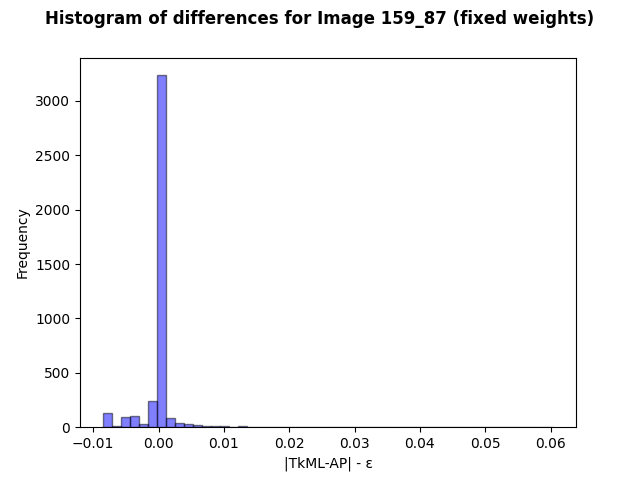 Histogram of differences for Image 159_87 (fixed weights)
3000
2500
2000
1500
1000
500
0
Frequency
−0.01 0.00 0.01 0.02 0.03 0.04 0.05 0.06
|TkML-AP| - ε